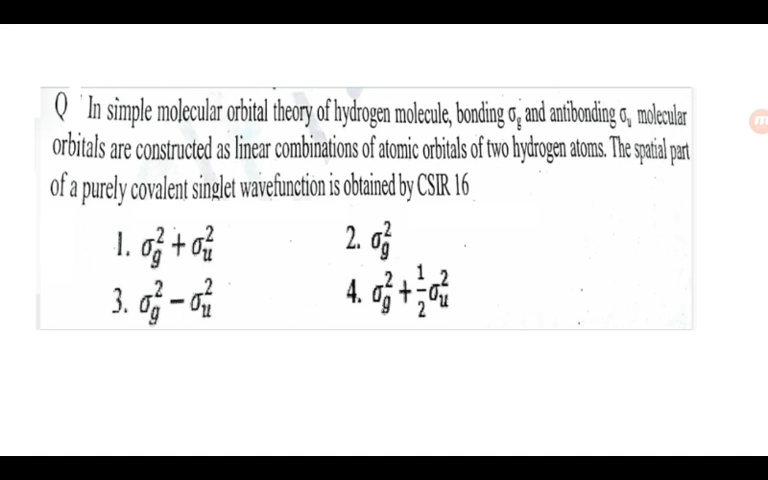 Q In simple molecular orbital theory of hydrogen molecule, bonding σg and antibonding σu molecular
orbitals are constructed as linear combinations of atomic orbitals of two hydrogen atoms. The spatial part
of a purely covalent singlet wavefunction is obtained by CSIR 16
1. σg² + σu² 2. σg²
3. σg² − σu² 4. σg² + 1/2 σu²